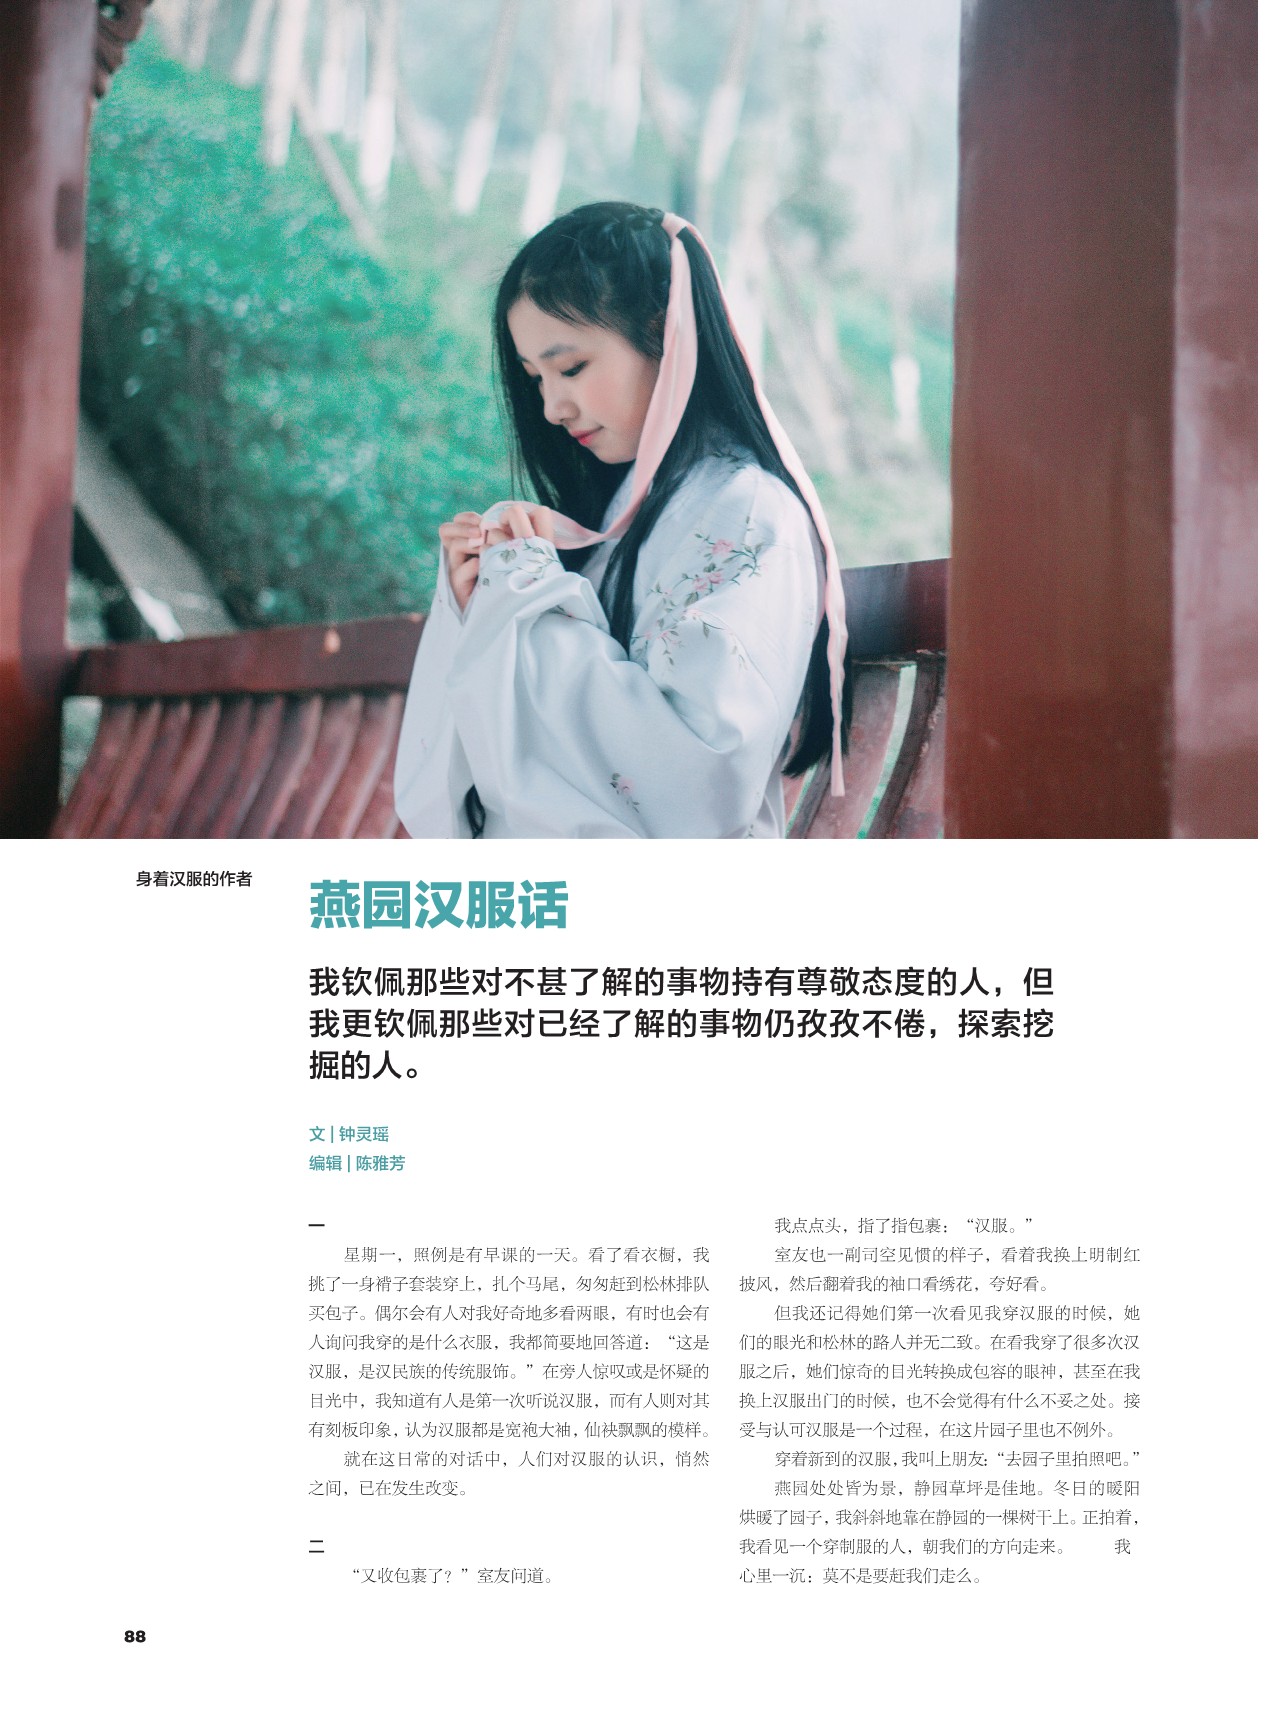 身着汉服的作者
燕园汉服话
我钦佩那些对不甚了解的事物持有尊敬态度的人，但
我更钦佩那些对已经了解的事物仍孜孜不倦，探索挖
掘的人。
文 | 钟灵瑶
编辑 | 陈雅芳
一
星期一，照例是有早课的一天。看了看衣橱，我
挑了一身褙子套装穿上，扎个马尾，匆匆赶到松林排队
买包子。偶尔会有人对我好奇地多看两眼，有时也会有
人询问我穿的是什么衣服，我都简要地回答道：“这是
汉服，是汉民族的传统服饰。”在旁人惊叹或是怀疑的
目光中，我知道有人是第一次听说汉服，而有人则对其
有刻板印象，认为汉服都是宽袍大袖，仙袂飘飘的模样。
就在这日常的对话中，人们对汉服的认识，悄然
之间，已在发生改变。
二
“又收包裹了？”室友问道。
我点点头，指了指包裹：“汉服。”
室友也一副司空见惯的样子，看着我换上明制红
披风，然后翻着我的袖口看绣花，夸好看。
但我还记得她们第一次看见我穿汉服的时候，她
们的眼光和松林的路人并无二致。在看我穿了很多次汉
服之后，她们惊奇的目光转换成包容的眼神，甚至在我
换上汉服出门的时候，也不会觉得有什么不妥之处。接
受与认可汉服是一个过程，在这片园子里也不例外。
穿着新到的汉服，我叫上朋友：“去园子里拍照吧。”
燕园处处皆为景，静园草坪是佳地。冬日的暖阳
烘暖了园子，我斜斜地靠在静园的一棵树干上。正拍着，
我看见一个穿制服的人，朝我们的方向走来。 我
心里一沉：莫不是要赶我们走么。
88